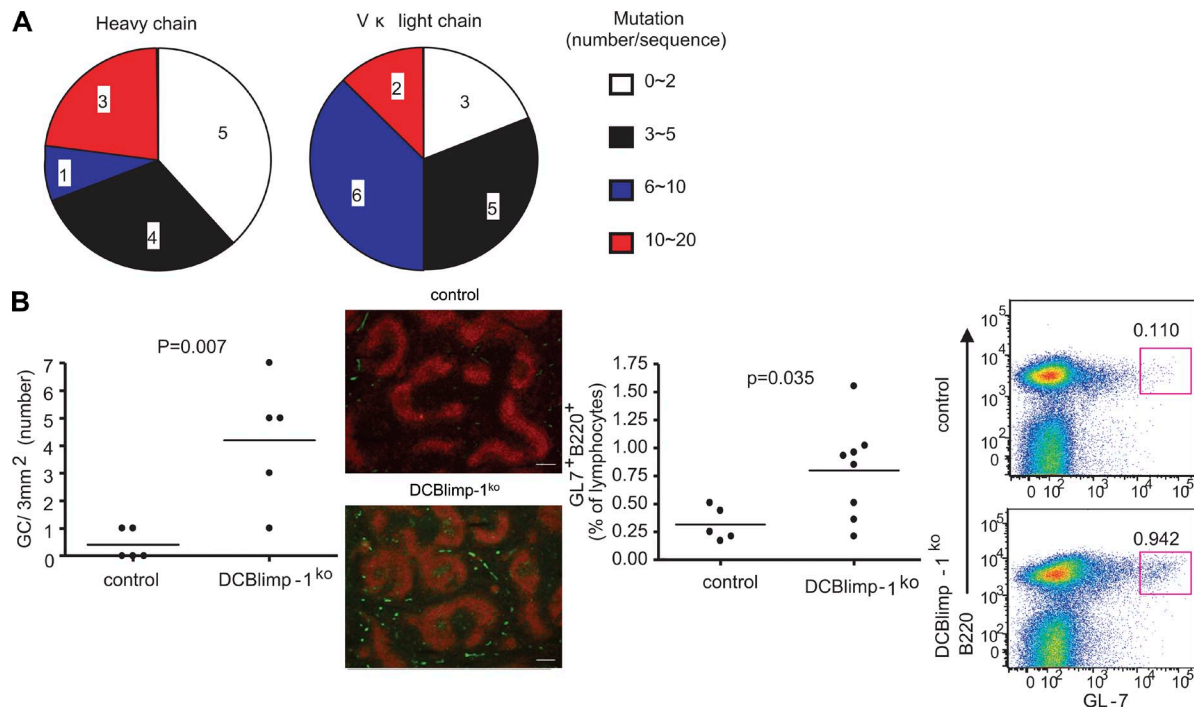 A
Heavy chain
V κ light chain
Mutation
(number/sequence)
3
5
1
4
2
3
6
5
0~2
3~5
6~10
10~20
B
P=0.007
GC/ 3mm²  (number)
7
6
5
4
3
2
1
0
control
DCBlimp-1ᵏᵒ
control
DCBlimp-1ᵏᵒ
GL7⁺B220⁺
(% of lymphocytes)
p=0.035
1.75
1.50
1.25
1.00
0.75
0.50
0.25
0.00
control
DCBlimp-1ᵏᵒ
control
10⁵
10⁴
10³
10²
0
0.110
0 10² 10³ 10⁴ 10⁵
DCBlimp -1ᵏᵒ
B220
10⁵
10⁴
10³
10²
0
0.942
0 10² 10³ 10⁴ 10⁵
GL-7